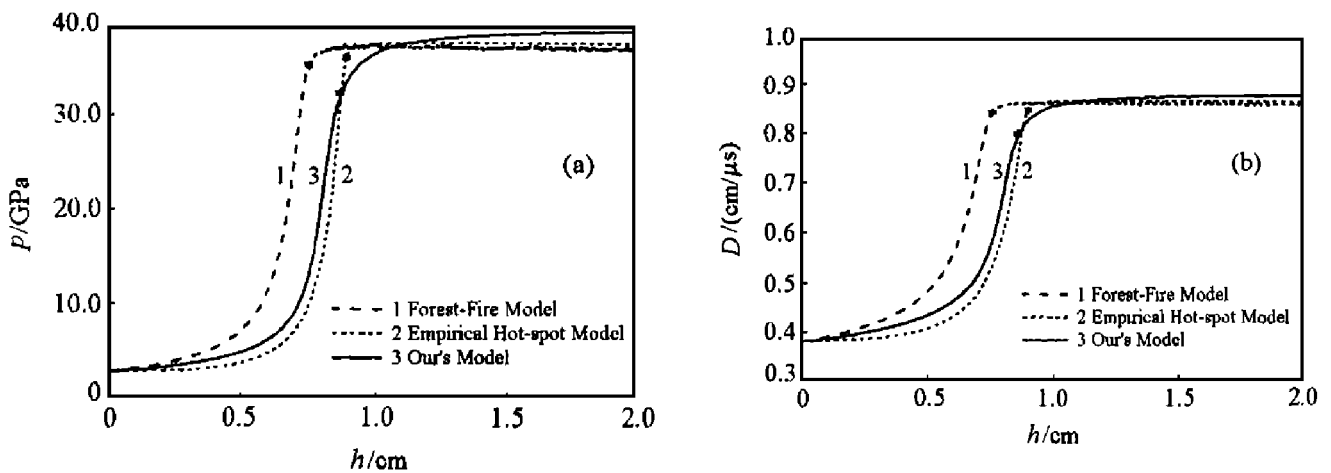 40.0
30.0
20.0
10.0
0
p/GPa
1
3
2
(a)
1 Forest-Fire Model
2 Empirical Hot-spot Model
3 Our's Model
0
0.5
1.0
1.5
2.0
h/cm
1.0
0.9
0.8
0.7
0.6
0.5
0.4
0.3
D/(cm/μs)
1
3
2
(b)
1 Forest-Fire Model
2 Empirical Hot-spot Model
3 Our's Model
0
0.5
1.0
1.5
2.0
h/cm